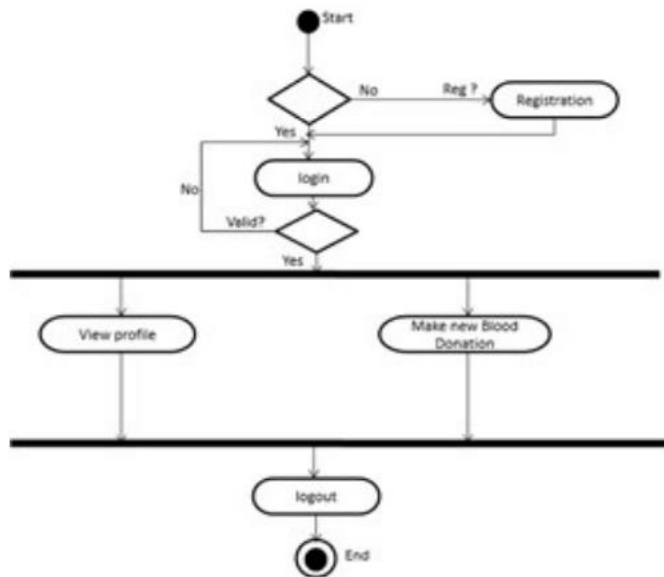 Start
No
Reg ?
Registration
Yes
login
No
Valid?
Yes
View profile
Make new Blood
Donation
logout
End